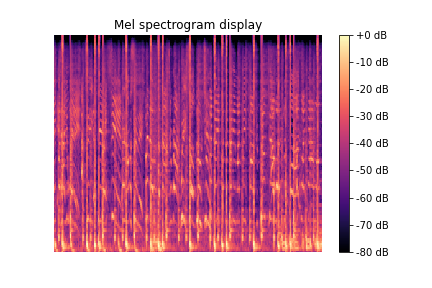 Mel spectrogram display
+0 dB
-10 dB
-20 dB
-30 dB
-40 dB
-50 dB
-60 dB
-70 dB
-80 dB